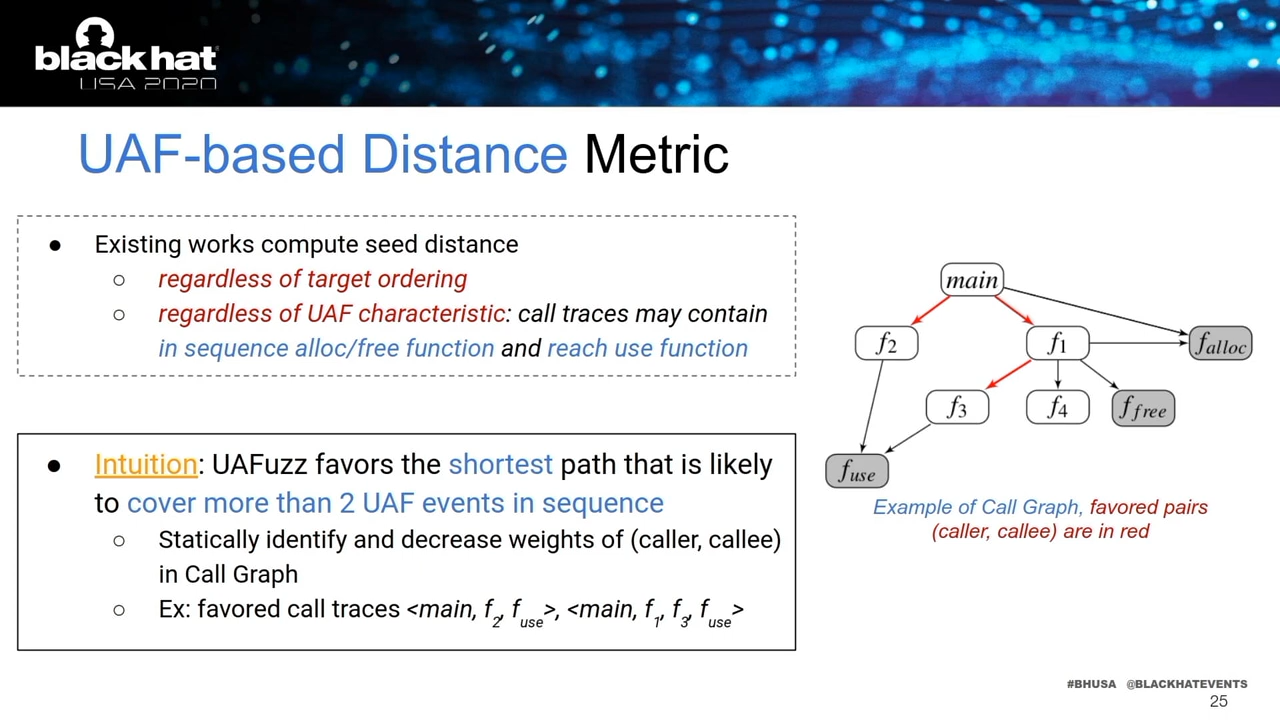 black hat
USA 2020
UAF-based Distance Metric
● Existing works compute seed distance
○ regardless of target ordering
○ regardless of UAF characteristic: call traces may contain
in sequence alloc/free function and reach use function
● Intuition: UAFuzz favors the shortest path that is likely
to cover more than 2 UAF events in sequence
○ Statically identify and decrease weights of (caller, callee)
in Call Graph
○ Ex: favored call traces <main, f2, fuse>, <main, f1, f3, fuse>
main
f2
f1
falloc
f3
f4
ffree
fuse
Example of Call Graph, favored pairs
(caller, callee) are in red
#BHUSA @BLACKHATEVENTS
25